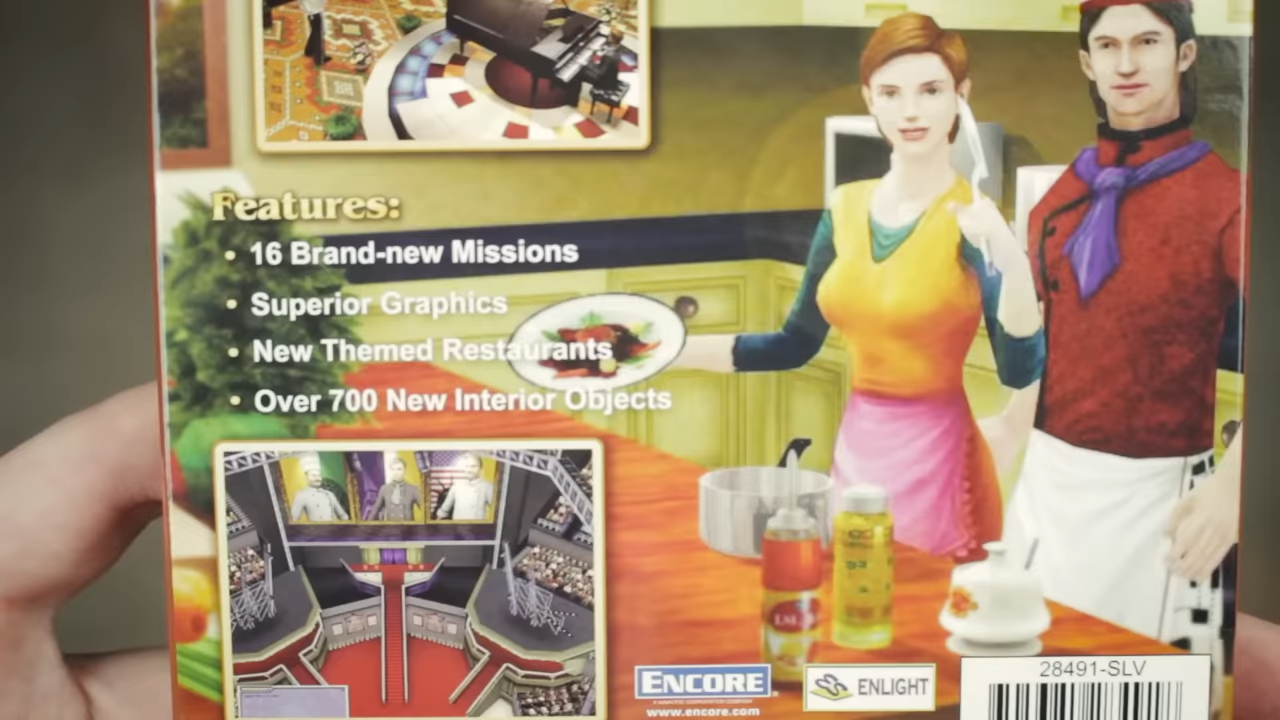 Features:
• 16 Brand-new Missions
• Superior Graphics
• New Themed Restaurants
• Over 700 New Interior Objects
ENCORE
www.encore.com
ENLIGHT
28491-SLV